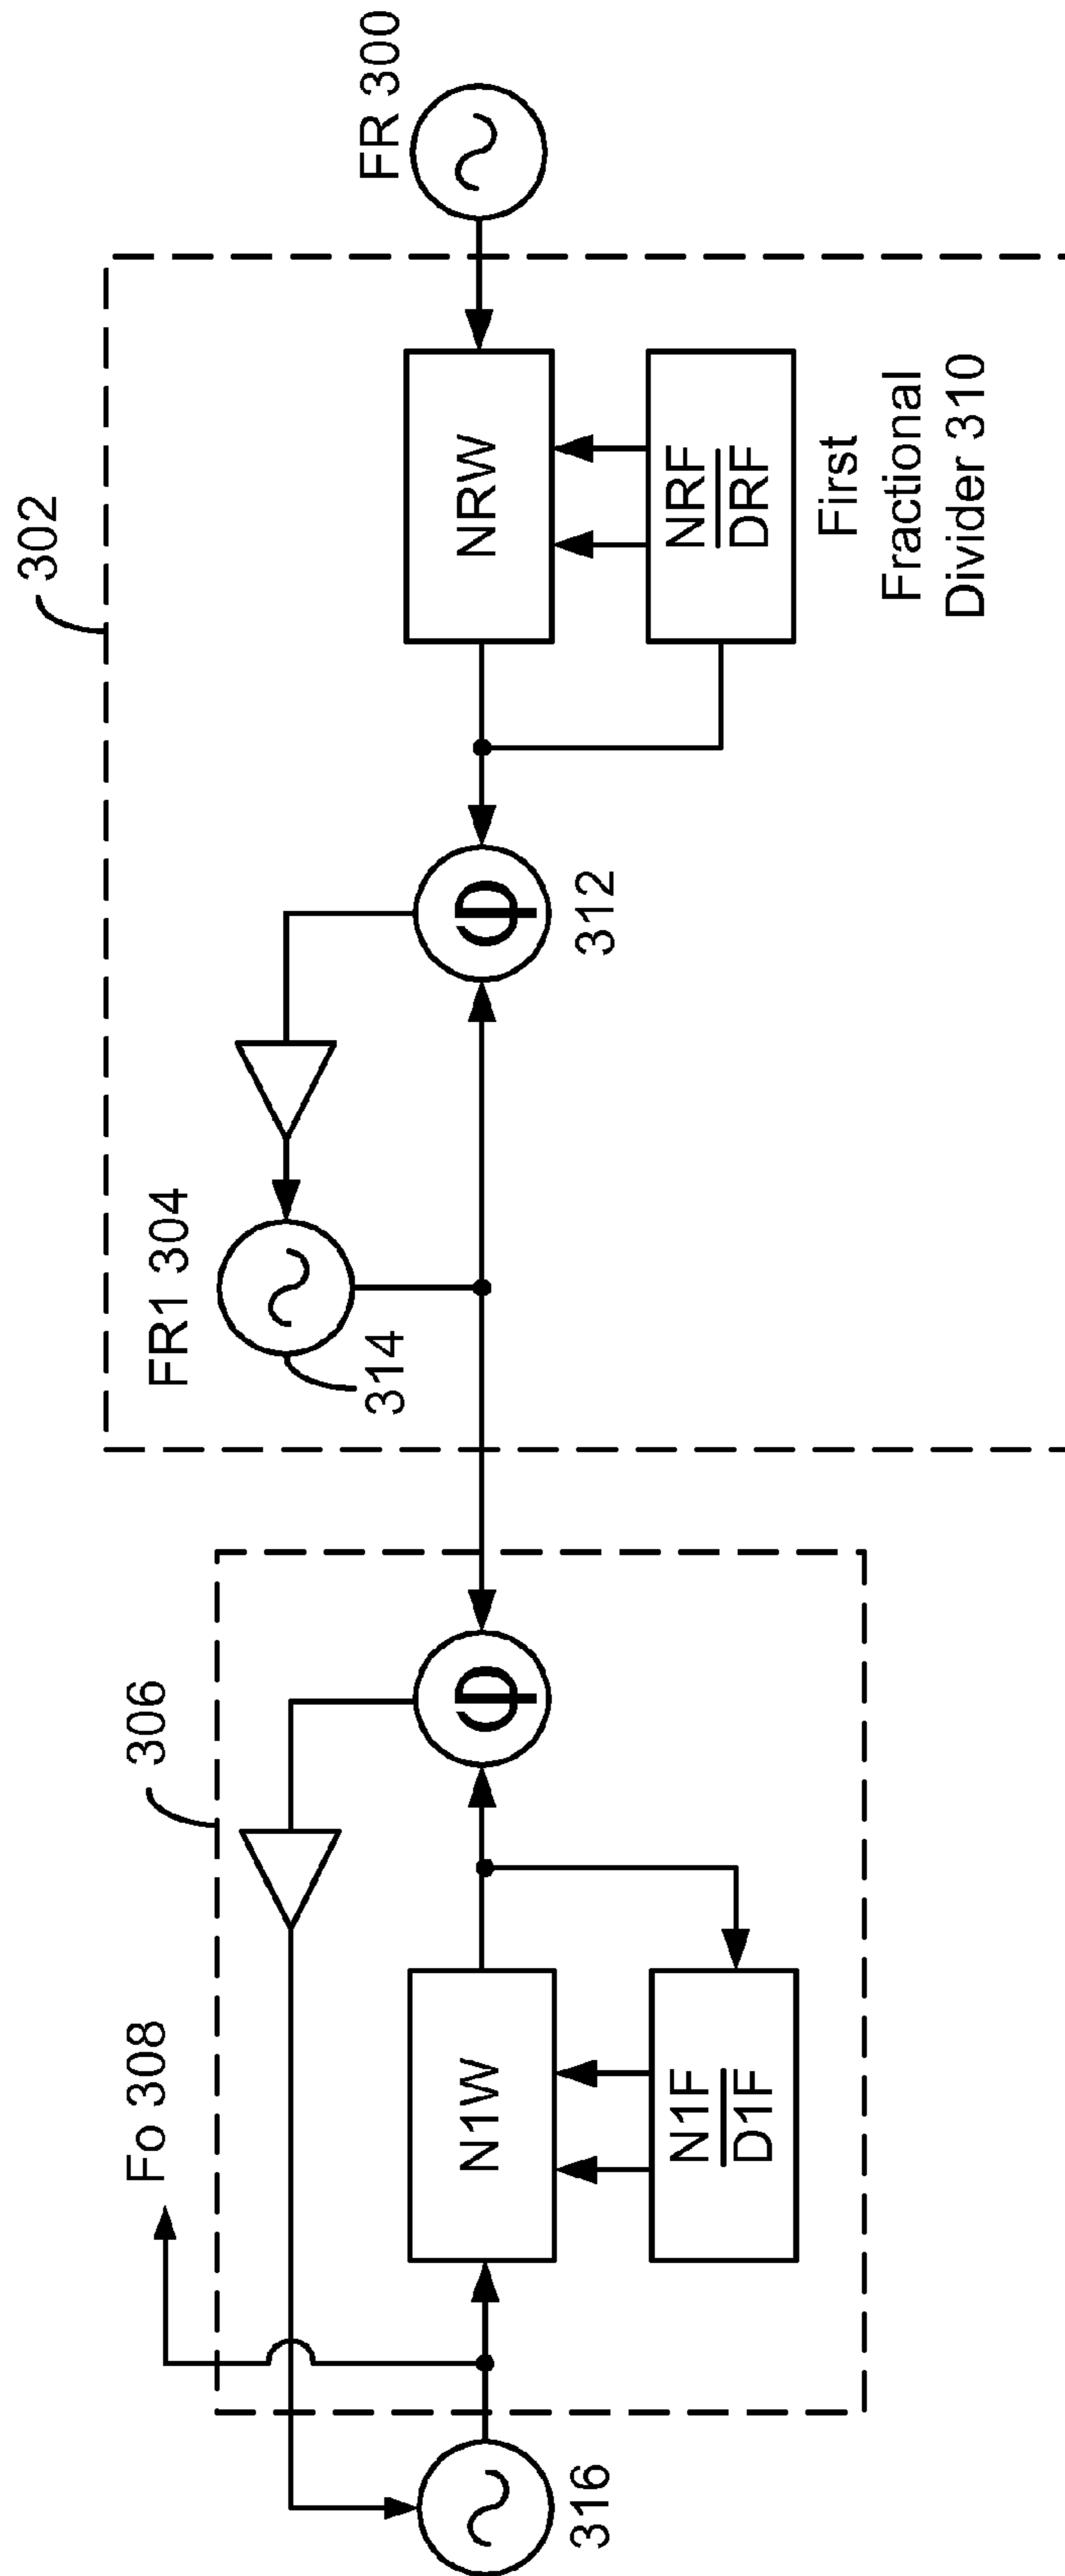 302
306
Fo 308
FR1 304
314
FR 300
316
N1W
N1F
D1F
φ
φ
312
NRW
NRF
DRF
First
Fractional
Divider 310